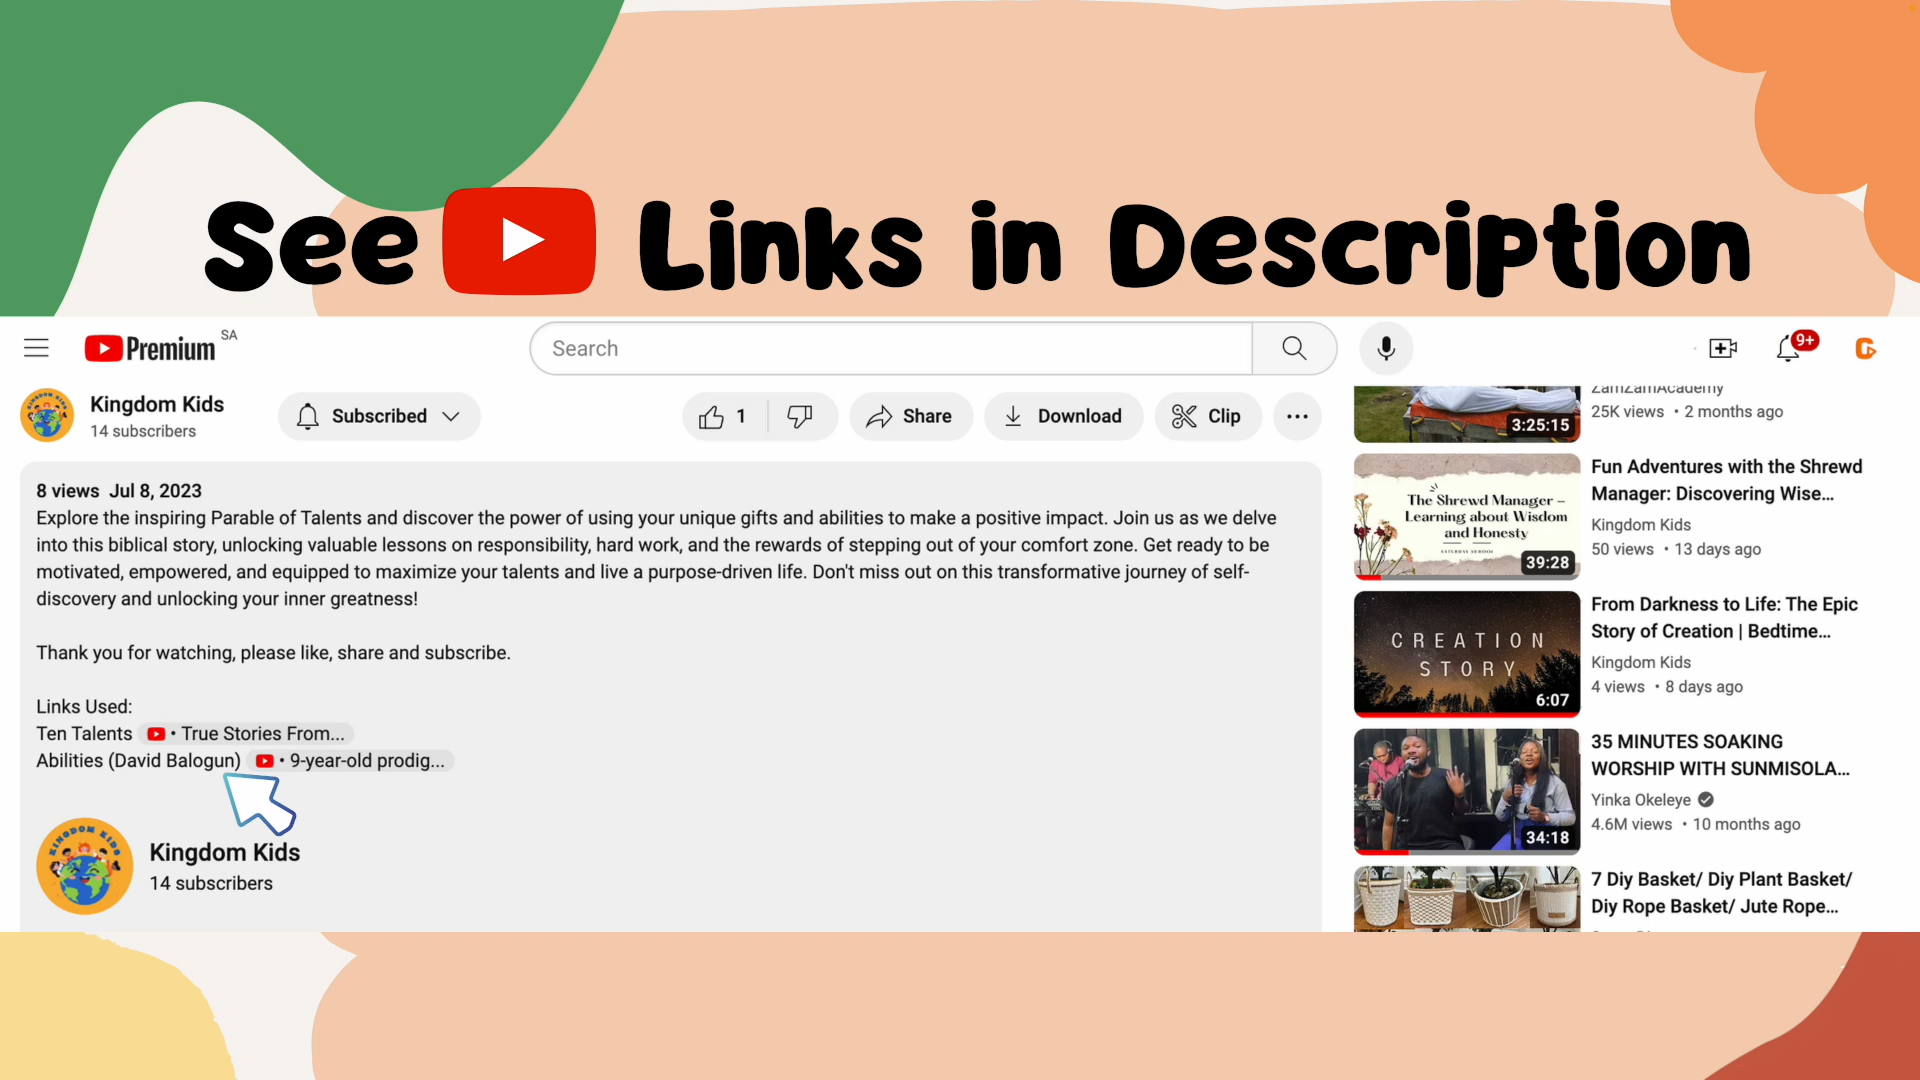 See Links in Description
Premium SA
Search
9+
Kingdom Kids
14 subscribers
Subscribed
1
Share
Download
Clip
8 views Jul 8, 2023
Explore the inspiring Parable of Talents and discover the power of using your unique gifts and abilities to make a positive impact. Join us as we delve
into this biblical story, unlocking valuable lessons on responsibility, hard work, and the rewards of stepping out of your comfort zone. Get ready to be
motivated, empowered, and equipped to maximize your talents and live a purpose-driven life. Don't miss out on this transformative journey of self-
discovery and unlocking your inner greatness!
Thank you for watching, please like, share and subscribe.
Links Used:
Ten Talents • True Stories From...
Abilities (David Balogun) • 9-year-old prodig...
KINGDOM KIDS
Kingdom Kids
14 subscribers
3:25:15
ZamZamAcademy
25K views • 2 months ago
The Shrewd Manager –
Learning about Wisdom
and Honesty
SATURDAY SCHOOL
39:28
Fun Adventures with the Shrewd
Manager: Discovering Wise...
Kingdom Kids
50 views • 13 days ago
CREATION
STORY
6:07
From Darkness to Life: The Epic
Story of Creation | Bedtime...
Kingdom Kids
4 views • 8 days ago
34:18
35 MINUTES SOAKING
WORSHIP WITH SUNMISOLA...
Yinka Okeleye
4.6M views • 10 months ago
7 Diy Basket/ Diy Plant Basket/
Diy Rope Basket/ Jute Rope...